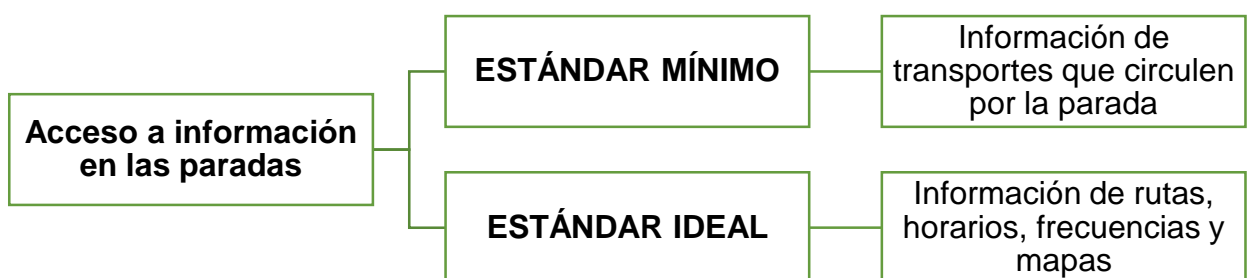 Acceso a información
en las paradas
ESTÁNDAR MÍNIMO
Información de
transportes que circulen
por la parada
ESTÁNDAR IDEAL
Información de rutas,
horarios, frecuencias y
mapas